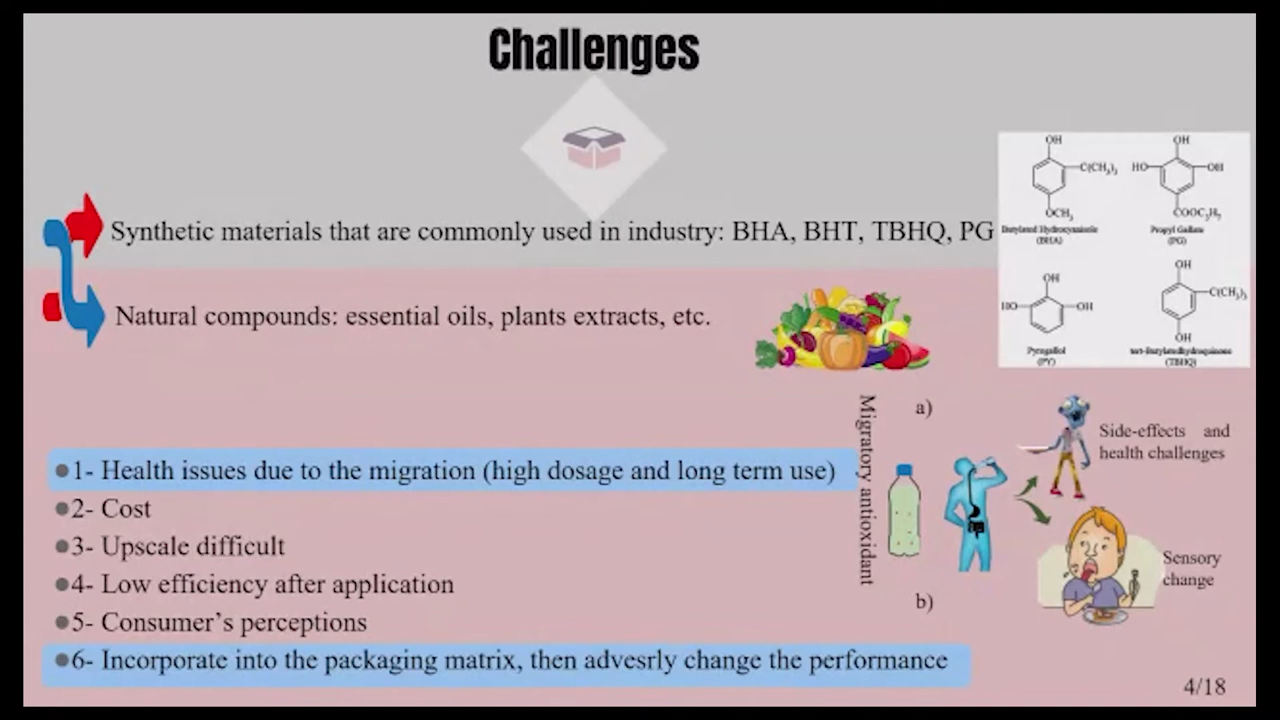 Challenges
Synthetic materials that are commonly used in industry: BHA, BHT, TBHQ, PG
Natural compounds: essential oils, plants extracts, etc.
OH
C(CH₃)₃
OCH₃
(BHA)
OH
HO
OH
COOC₃H₇
Propyl Gallate
(PG)
OH
HO
OH
Pyrogallol
(PY)
OH
C(CH₃)₃
OH
(TBHQ)
●1- Health issues due to the migration (high dosage and long term use)
●2- Cost
●3- Upscale difficult
●4- Low efficiency after application
●5- Consumer's perceptions
●6- Incorporate into the packaging matrix, then advesrly change the performance
Migratory antioxidant
a)
Side-effects and
health challenges
Sensory
change
b)
4/18